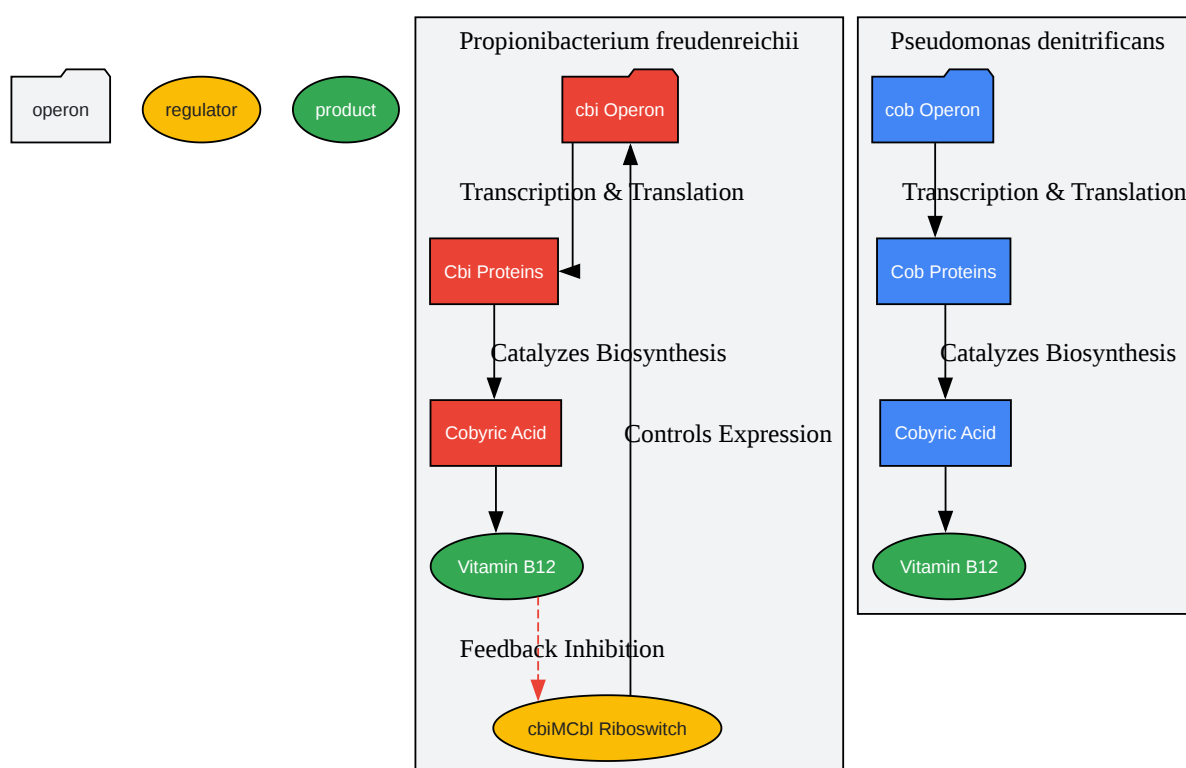 operon
regulator
product
Propionibacterium freudenreichii
cbi Operon
Transcription & Translation
Cbi Proteins
Catalyzes Biosynthesis
Cobyric Acid
Controls Expression
Vitamin B12
Feedback Inhibition
cbiMCbl Riboswitch
Pseudomonas denitrificans
cob Operon
Transcription & Translation
Cob Proteins
Catalyzes Biosynthesis
Cobyric Acid
Vitamin B12